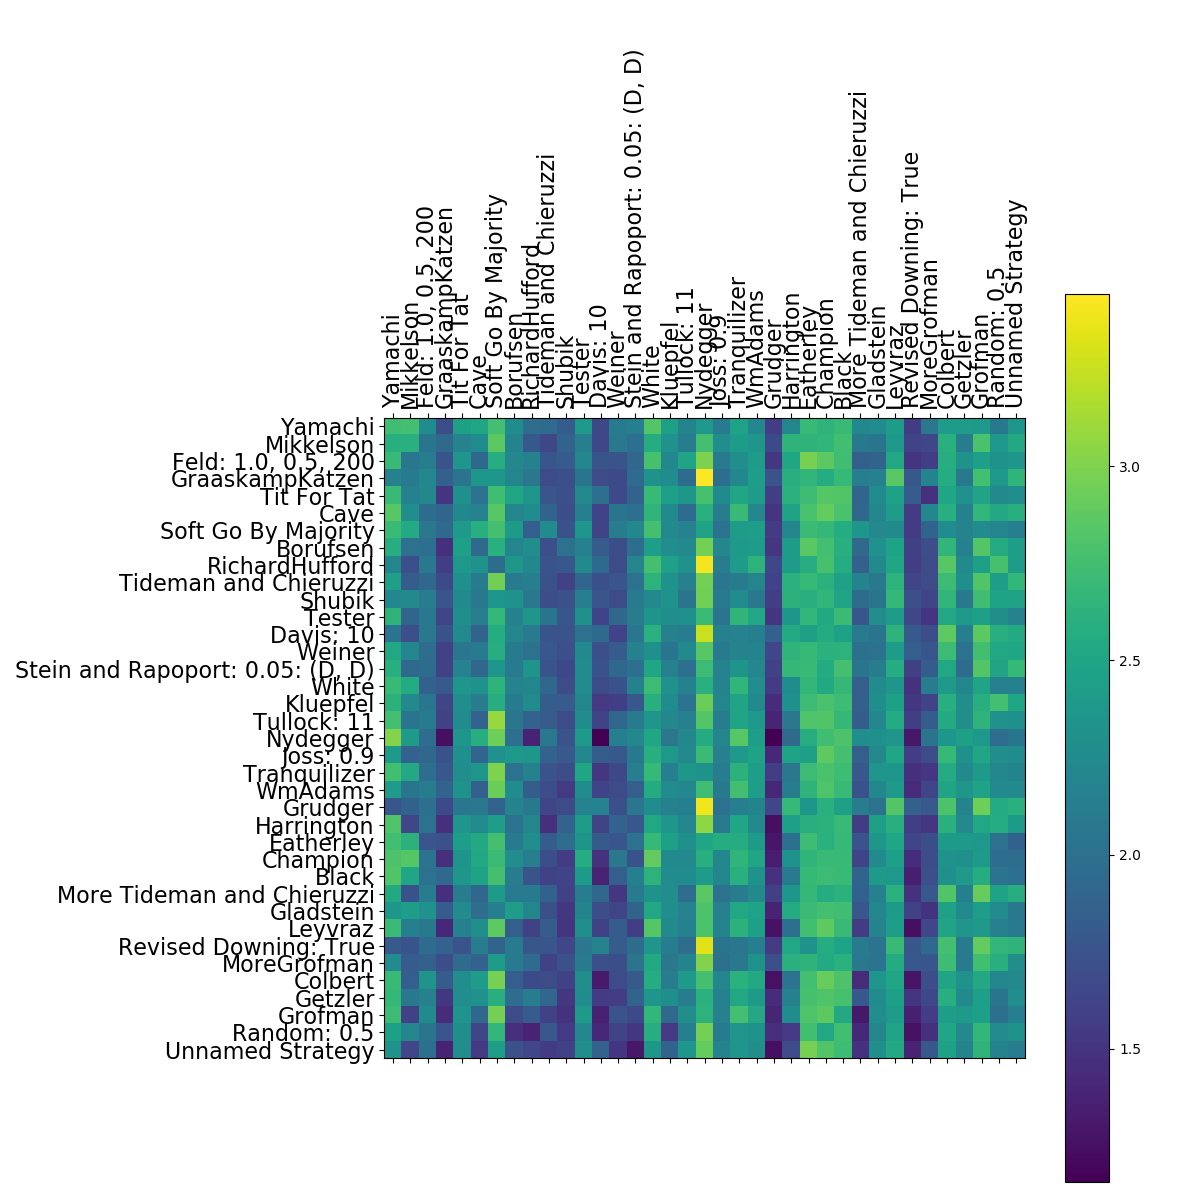 Yamachi
Mikkelson
Feld: 1.0, 0.5, 200
GraaskampKatzen
Tit For Tat
Cave
Soft Go By Majority
Borufsen
RichardHufford
Tideman and Chieruzzi
Shubik
Tester
Davis: 10
Weiner
Stein and Rapoport: 0.05: (D, D)
White
Kluepfel
Tullock: 11
Nydegger
Joss: 0.9
Tranquilizer
WmAdams
Grudger
Harrington
Eatherley
Champion
Black
More Tideman and Chieruzzi
Gladstein
Leyvraz
Revised Downing: True
MoreGrofman
Colbert
Getzler
Grofman
Random: 0.5
Unnamed Strategy
Yamachi
Mikkelson
Feld: 1.0, 0.5, 200
GraaskampKatzen
Tit For Tat
Cave
Soft Go By Majority
Borufsen
RichardHufford
Tideman and Chieruzzi
Shubik
Tester
Davis: 10
Weiner
Stein and Rapoport: 0.05: (D, D)
White
Kluepfel
Tullock: 11
Nydegger
Joss: 0.9
Tranquilizer
WmAdams
Grudger
Harrington
Eatherley
Champion
Black
More Tideman and Chieruzzi
Gladstein
Leyvraz
Revised Downing: True
MoreGrofman
Colbert
Getzler
Grofman
Random: 0.5
Unnamed Strategy
3.0
2.5
2.0
1.5